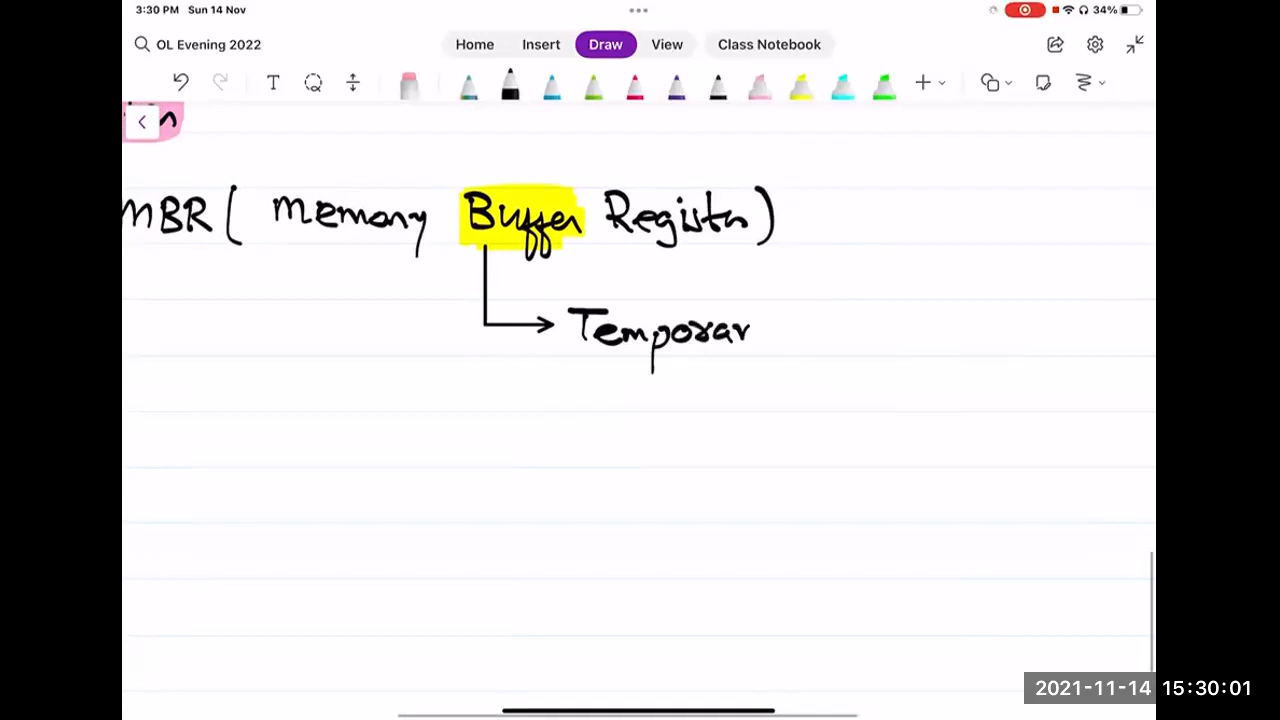 3:30 PM Sun 14 Nov
34%
OL Evening 2022
Home Insert Draw View Class Notebook
T
MBR ( Memory Buffer Register)
Temporar
2021-11-14 15:30:01